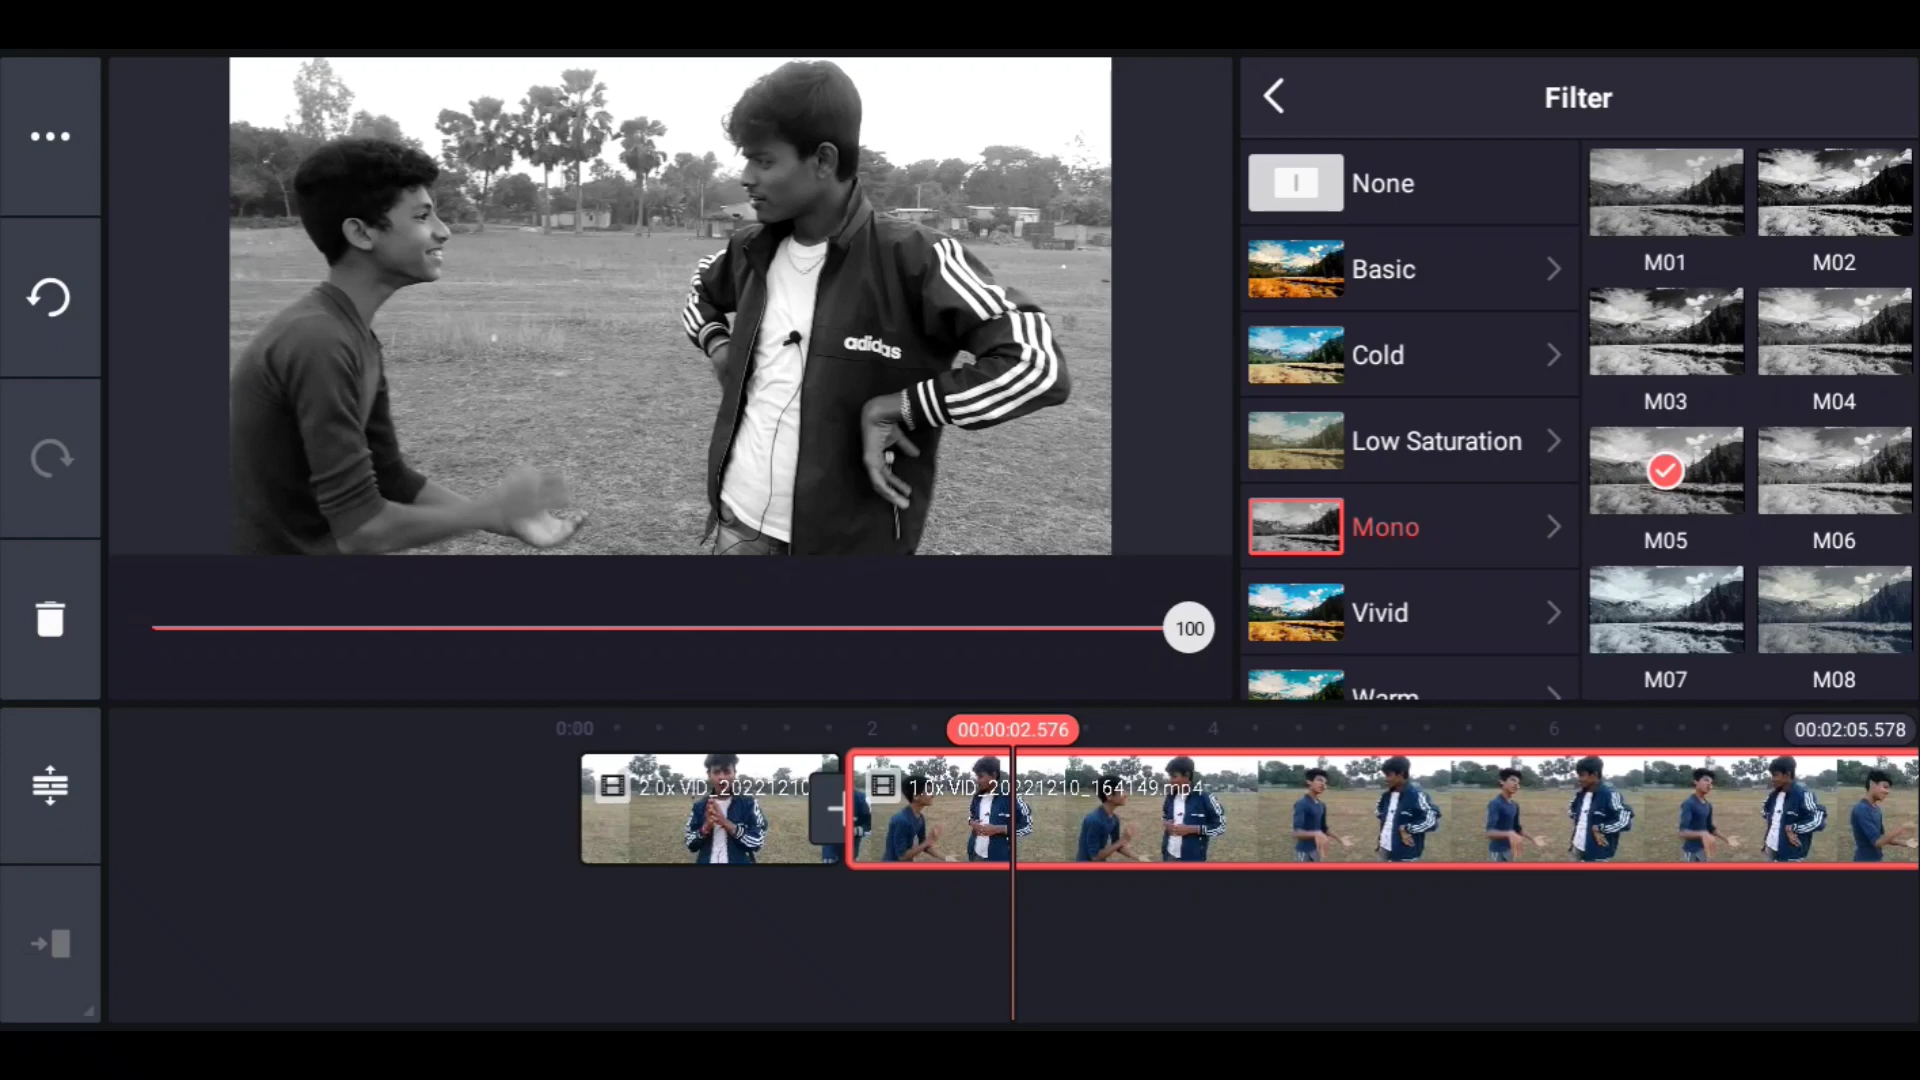 Filter
None
Basic
Cold
Low Saturation
Mono
Vivid
Warm
M01
M02
M03
M04
M05
M06
M07
M08
adidas
100
0:00
2
00:00:02.576
4
6
00:02:05.578
2.0x VID_20221210
1.0x VID_20221210_164149.mp4